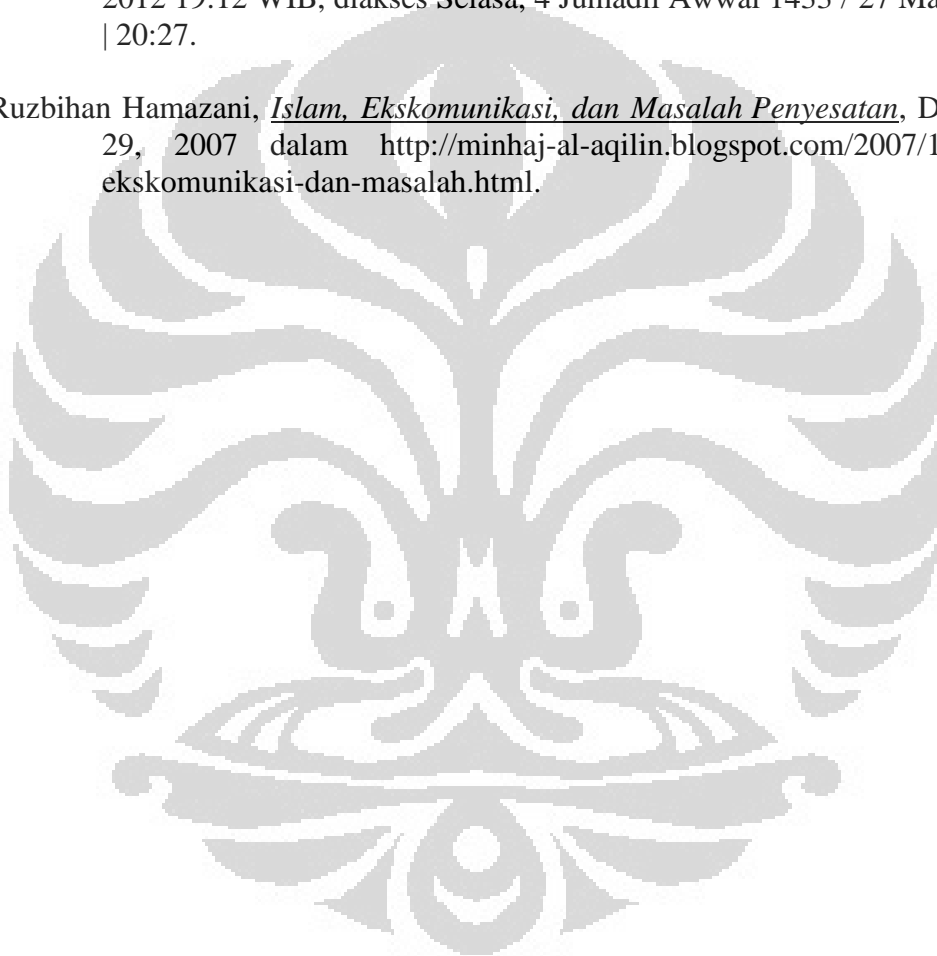 2012 19:12 WIB, diakses Selasa, 4 Jumadil Awwal 1433 / 27 Ma
| 20:27.
Ruzbihan Hamazani, Islam, Ekskomunikasi, dan Masalah Penyesatan, D
29, 2007 dalam http://minhaj-al-aqilin.blogspot.com/2007/1
ekskomunikasi-dan-masalah.html.